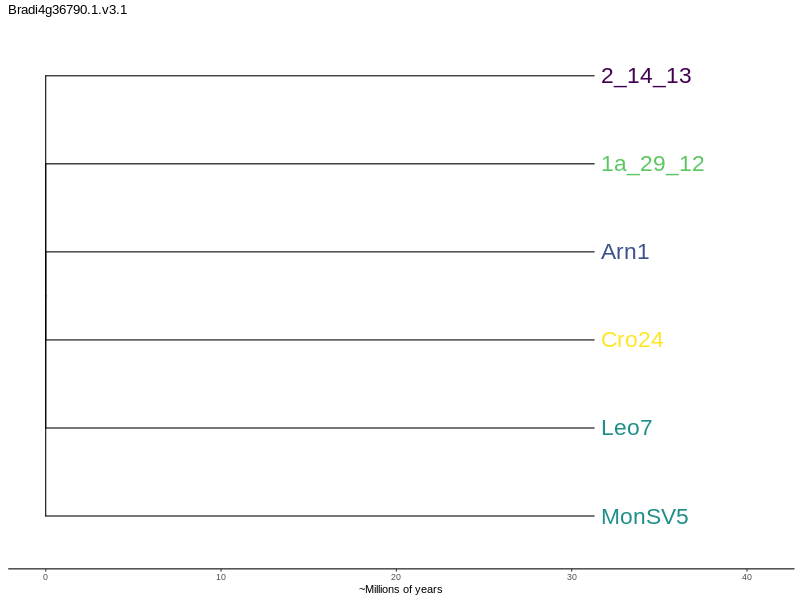 Bradi4g36790.1.v3.1
2_14_13
1a_29_12
Arn1
Cro24
Leo7
MonSV5
0 10 20 30 40
~Millions of years